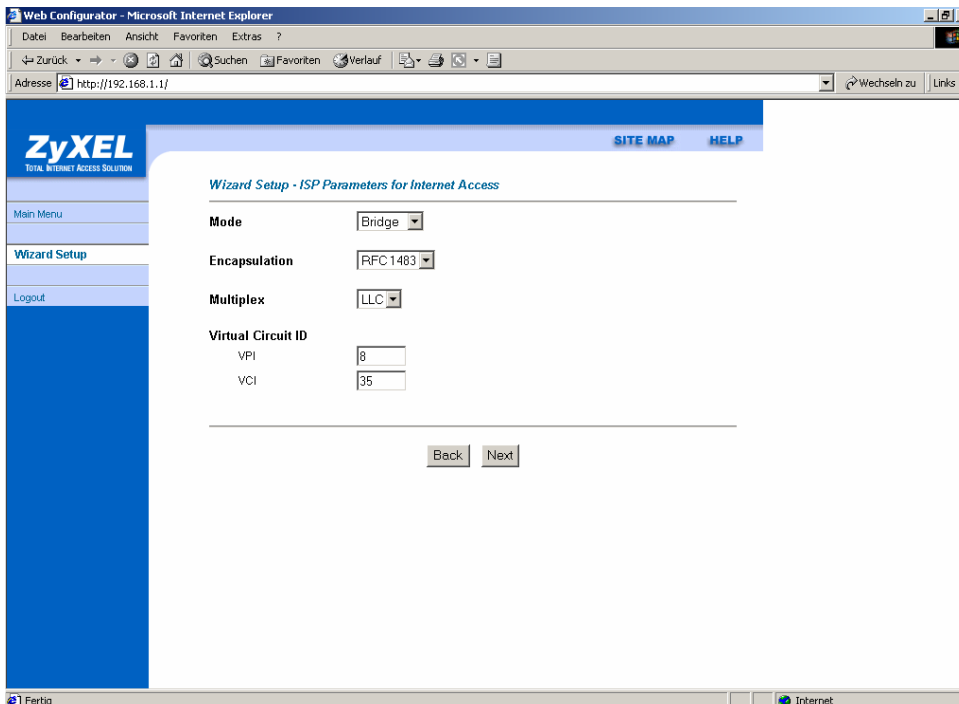 Web Configurator - Microsoft Internet Explorer
Datei Bearbeiten Ansicht Favoriten Extras ?
Zurück Suchen Favoriten Verlauf
Adresse http://192.168.1.1/ Wechseln zu Links
ZyXEL
TOTAL INTERNET ACCESS SOLUTION
SITE MAP HELP
Wizard Setup - ISP Parameters for Internet Access
Main Menu
Wizard Setup
Logout
Mode Bridge
Encapsulation RFC 1483
Multiplex LLC
Virtual Circuit ID
VPI 8
VCI 35
Back Next
Fertig Internet